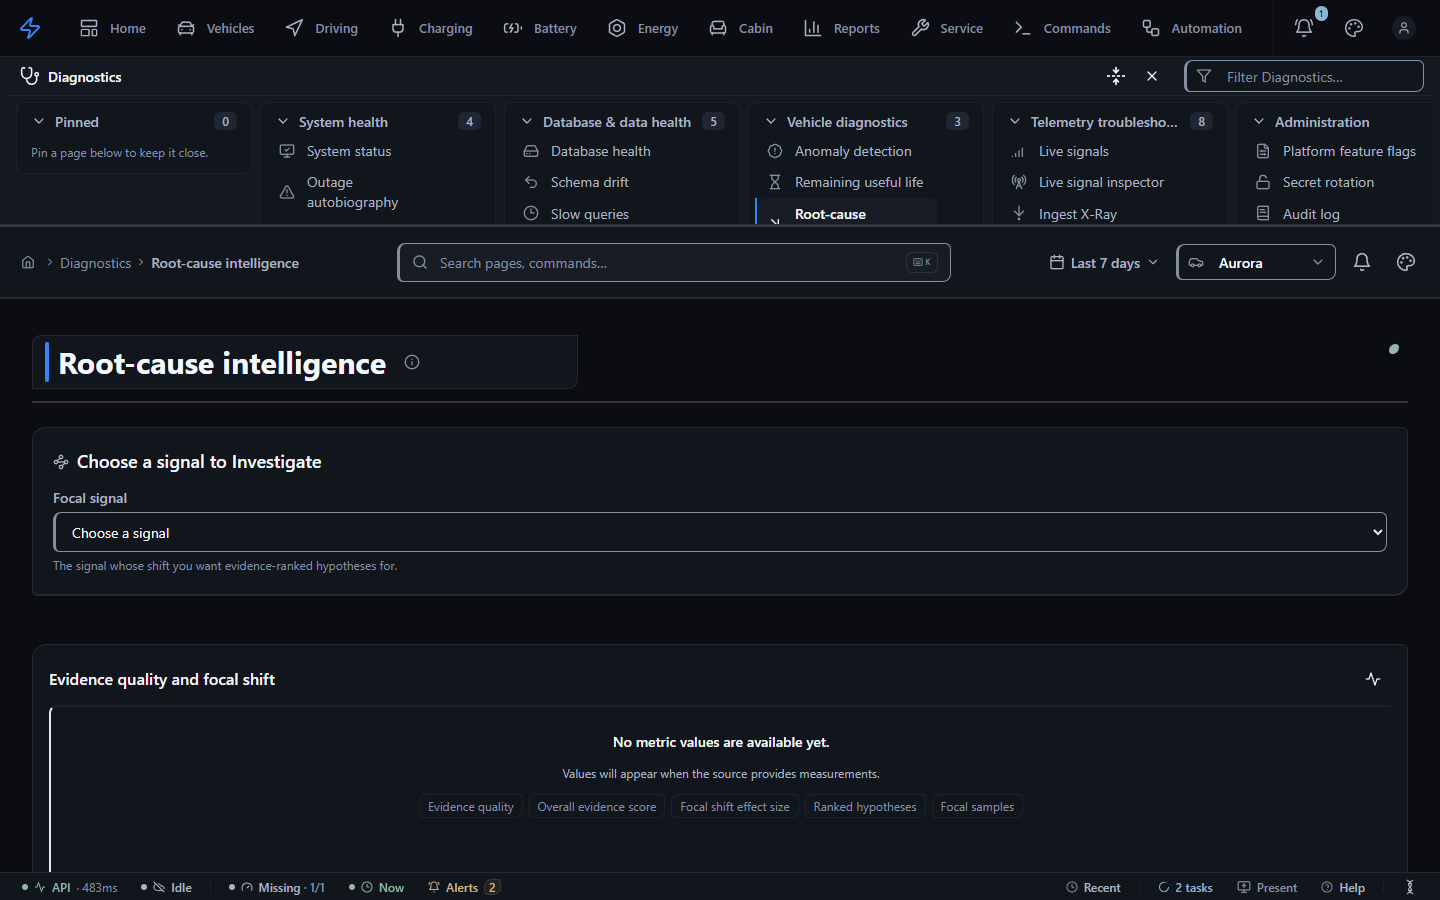 Home
Vehicles
Driving
Charging
Battery
Energy
Cabin
Reports
Service
Commands
Automation
1
Diagnostics
Filter Diagnostics...
Pinned 0
Pin a page below to keep it close.
System health 4
System status
Outage
autobiography
Database & data health 5
Database health
Schema drift
Slow queries
Vehicle diagnostics 3
Anomaly detection
Remaining useful life
Root-cause
Telemetry troublesho... 8
Live signals
Live signal inspector
Ingest X-Ray
Administration
Platform feature flags
Secret rotation
Audit log
Diagnostics
Root-cause intelligence
Search pages, commands...
K
Last 7 days
Aurora
Root-cause intelligence
Choose a signal to Investigate
Focal signal
Choose a signal
The signal whose shift you want evidence-ranked hypotheses for.
Evidence quality and focal shift
No metric values are available yet.
Values will appear when the source provides measurements.
Evidence quality
Overall evidence score
Focal shift effect size
Ranked hypotheses
Focal samples
API · 483ms
Idle
Missing · 1/1
Now
Alerts 2
Recent
2 tasks
Present
Help